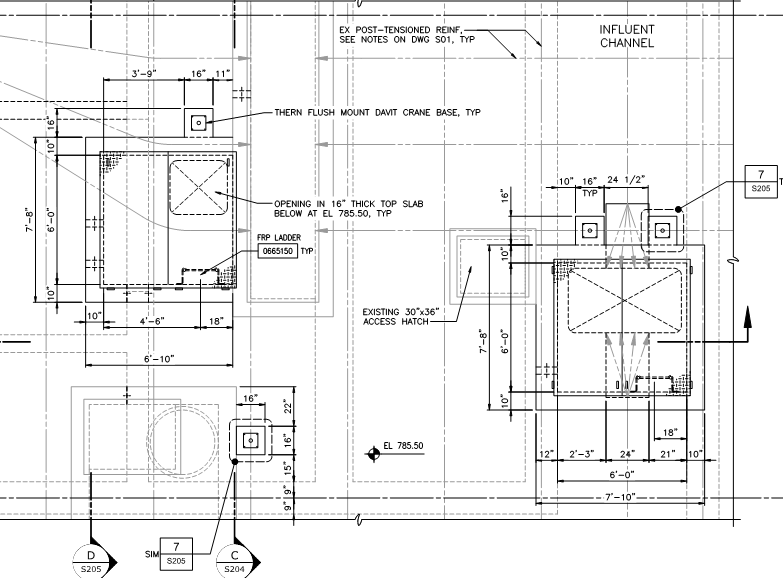 EX POST-TENSIONED REINF,
SEE NOTES ON DWG S01, TYP
INFLUENT
CHANNEL
3'-9"
16"
11"
16"
THERN FLUSH MOUNT DAVIT CRANE BASE, TYP
10"
7'-8"
6'-0"
10"
OPENING IN 16" THICK TOP SLAB
BELOW AT EL 785.50, TYP
FRP LADDER
0665150 TYP
10"
4'-6"
18"
6'-10"
EXISTING 30"x36"
ACCESS HATCH
10"
16"
TYP
24 1/2"
16"
10"
7
S205
T
7'-8"
6'-0"
10"
18"
12"
2'-3"
24"
21"
10"
6'-0"
7'-10"
16"
22"
16"
15"
9"
9"
EL 785.50
D
S205
SIM
7
S205
C
S204